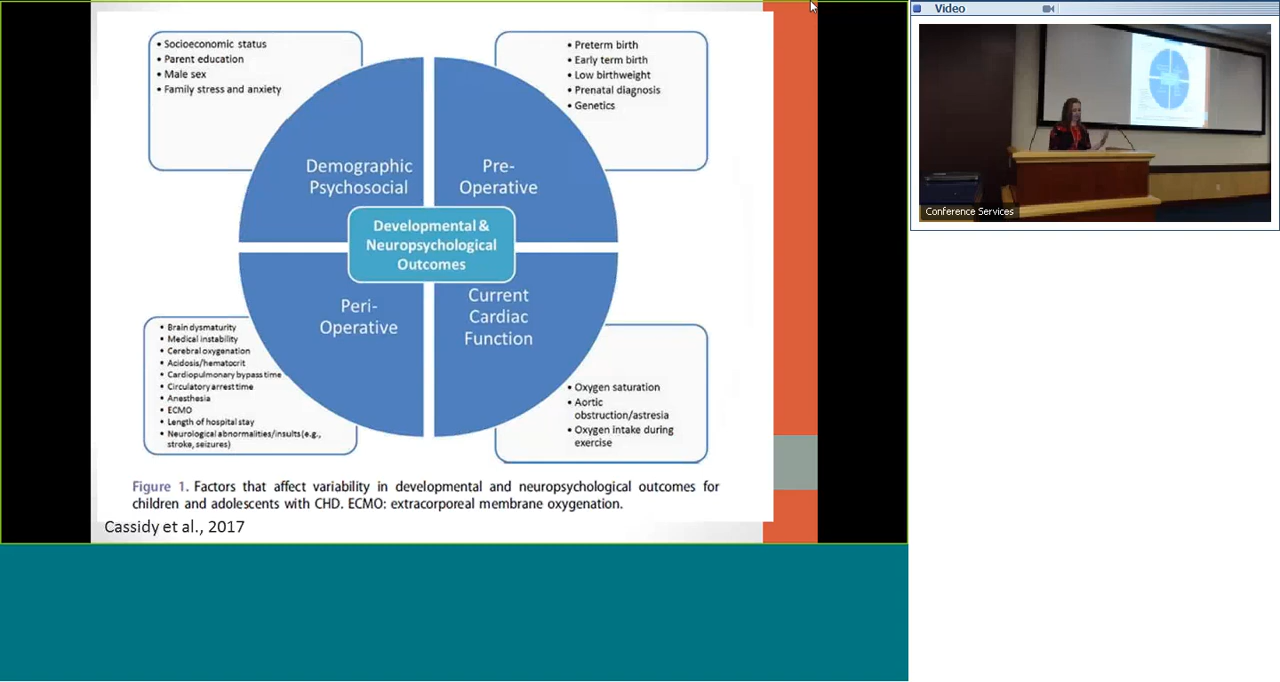 • Socioeconomic status
• Parent education
• Male sex
• Family stress and anxiety
• Preterm birth
• Early term birth
• Low birthweight
• Prenatal diagnosis
• Genetics
Demographic
Psychosocial
Pre-
Operative
Developmental &
Neuropsychological
Outcomes
Peri-
Operative
Current
Cardiac
Function
• Brain dysmaturity
• Medical instability
• Cerebral oxygenation
• Acidosis/hematocrit
• Cardiopulmonary bypass time
• Circulatory arrest time
• Anesthesia
• ECMO
• Length of hospital stay
• Neurological abnormalities/insults (e.g.,
stroke, seizures)
• Oxygen saturation
• Aortic
obstruction/astresia
• Oxygen intake during
exercise
Figure 1. Factors that affect variability in developmental and neuropsychological outcomes for
children and adolescents with CHD. ECMO: extracorporeal membrane oxygenation.
Cassidy et al., 2017
Video
Conference Services